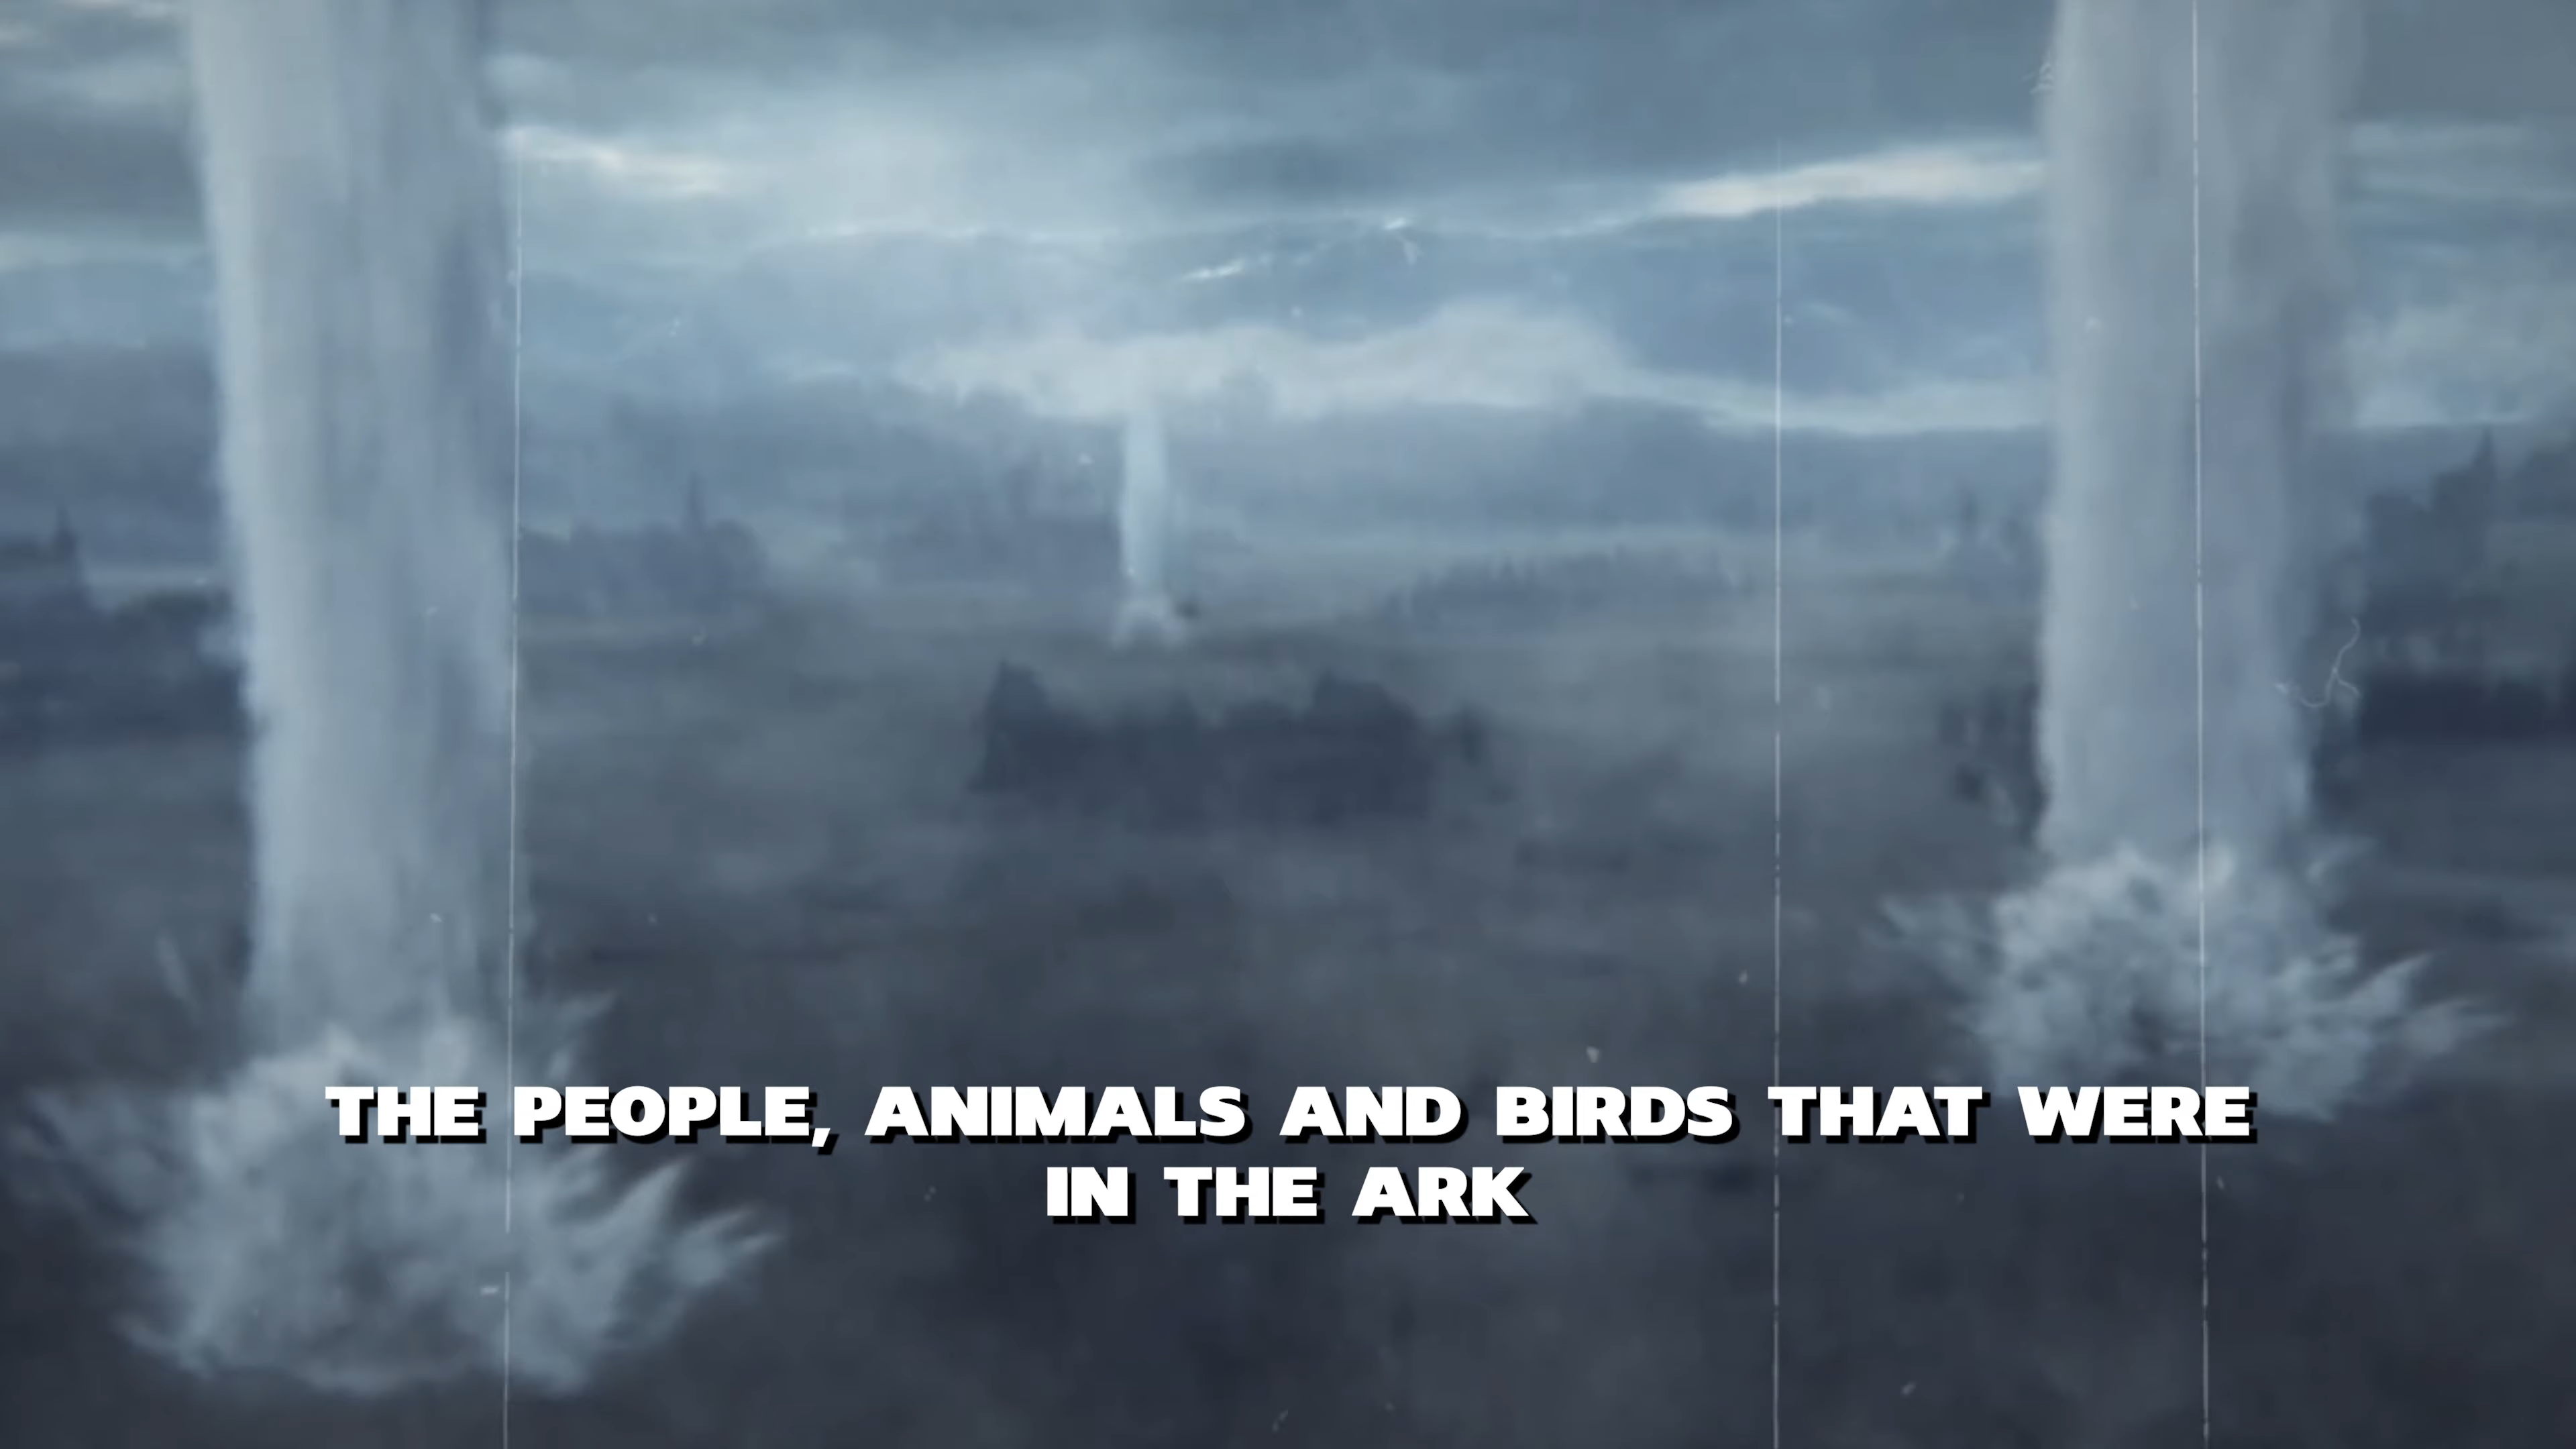 THE PEOPLE, ANIMALS AND BIRDS THAT WERE
IN THE ARK